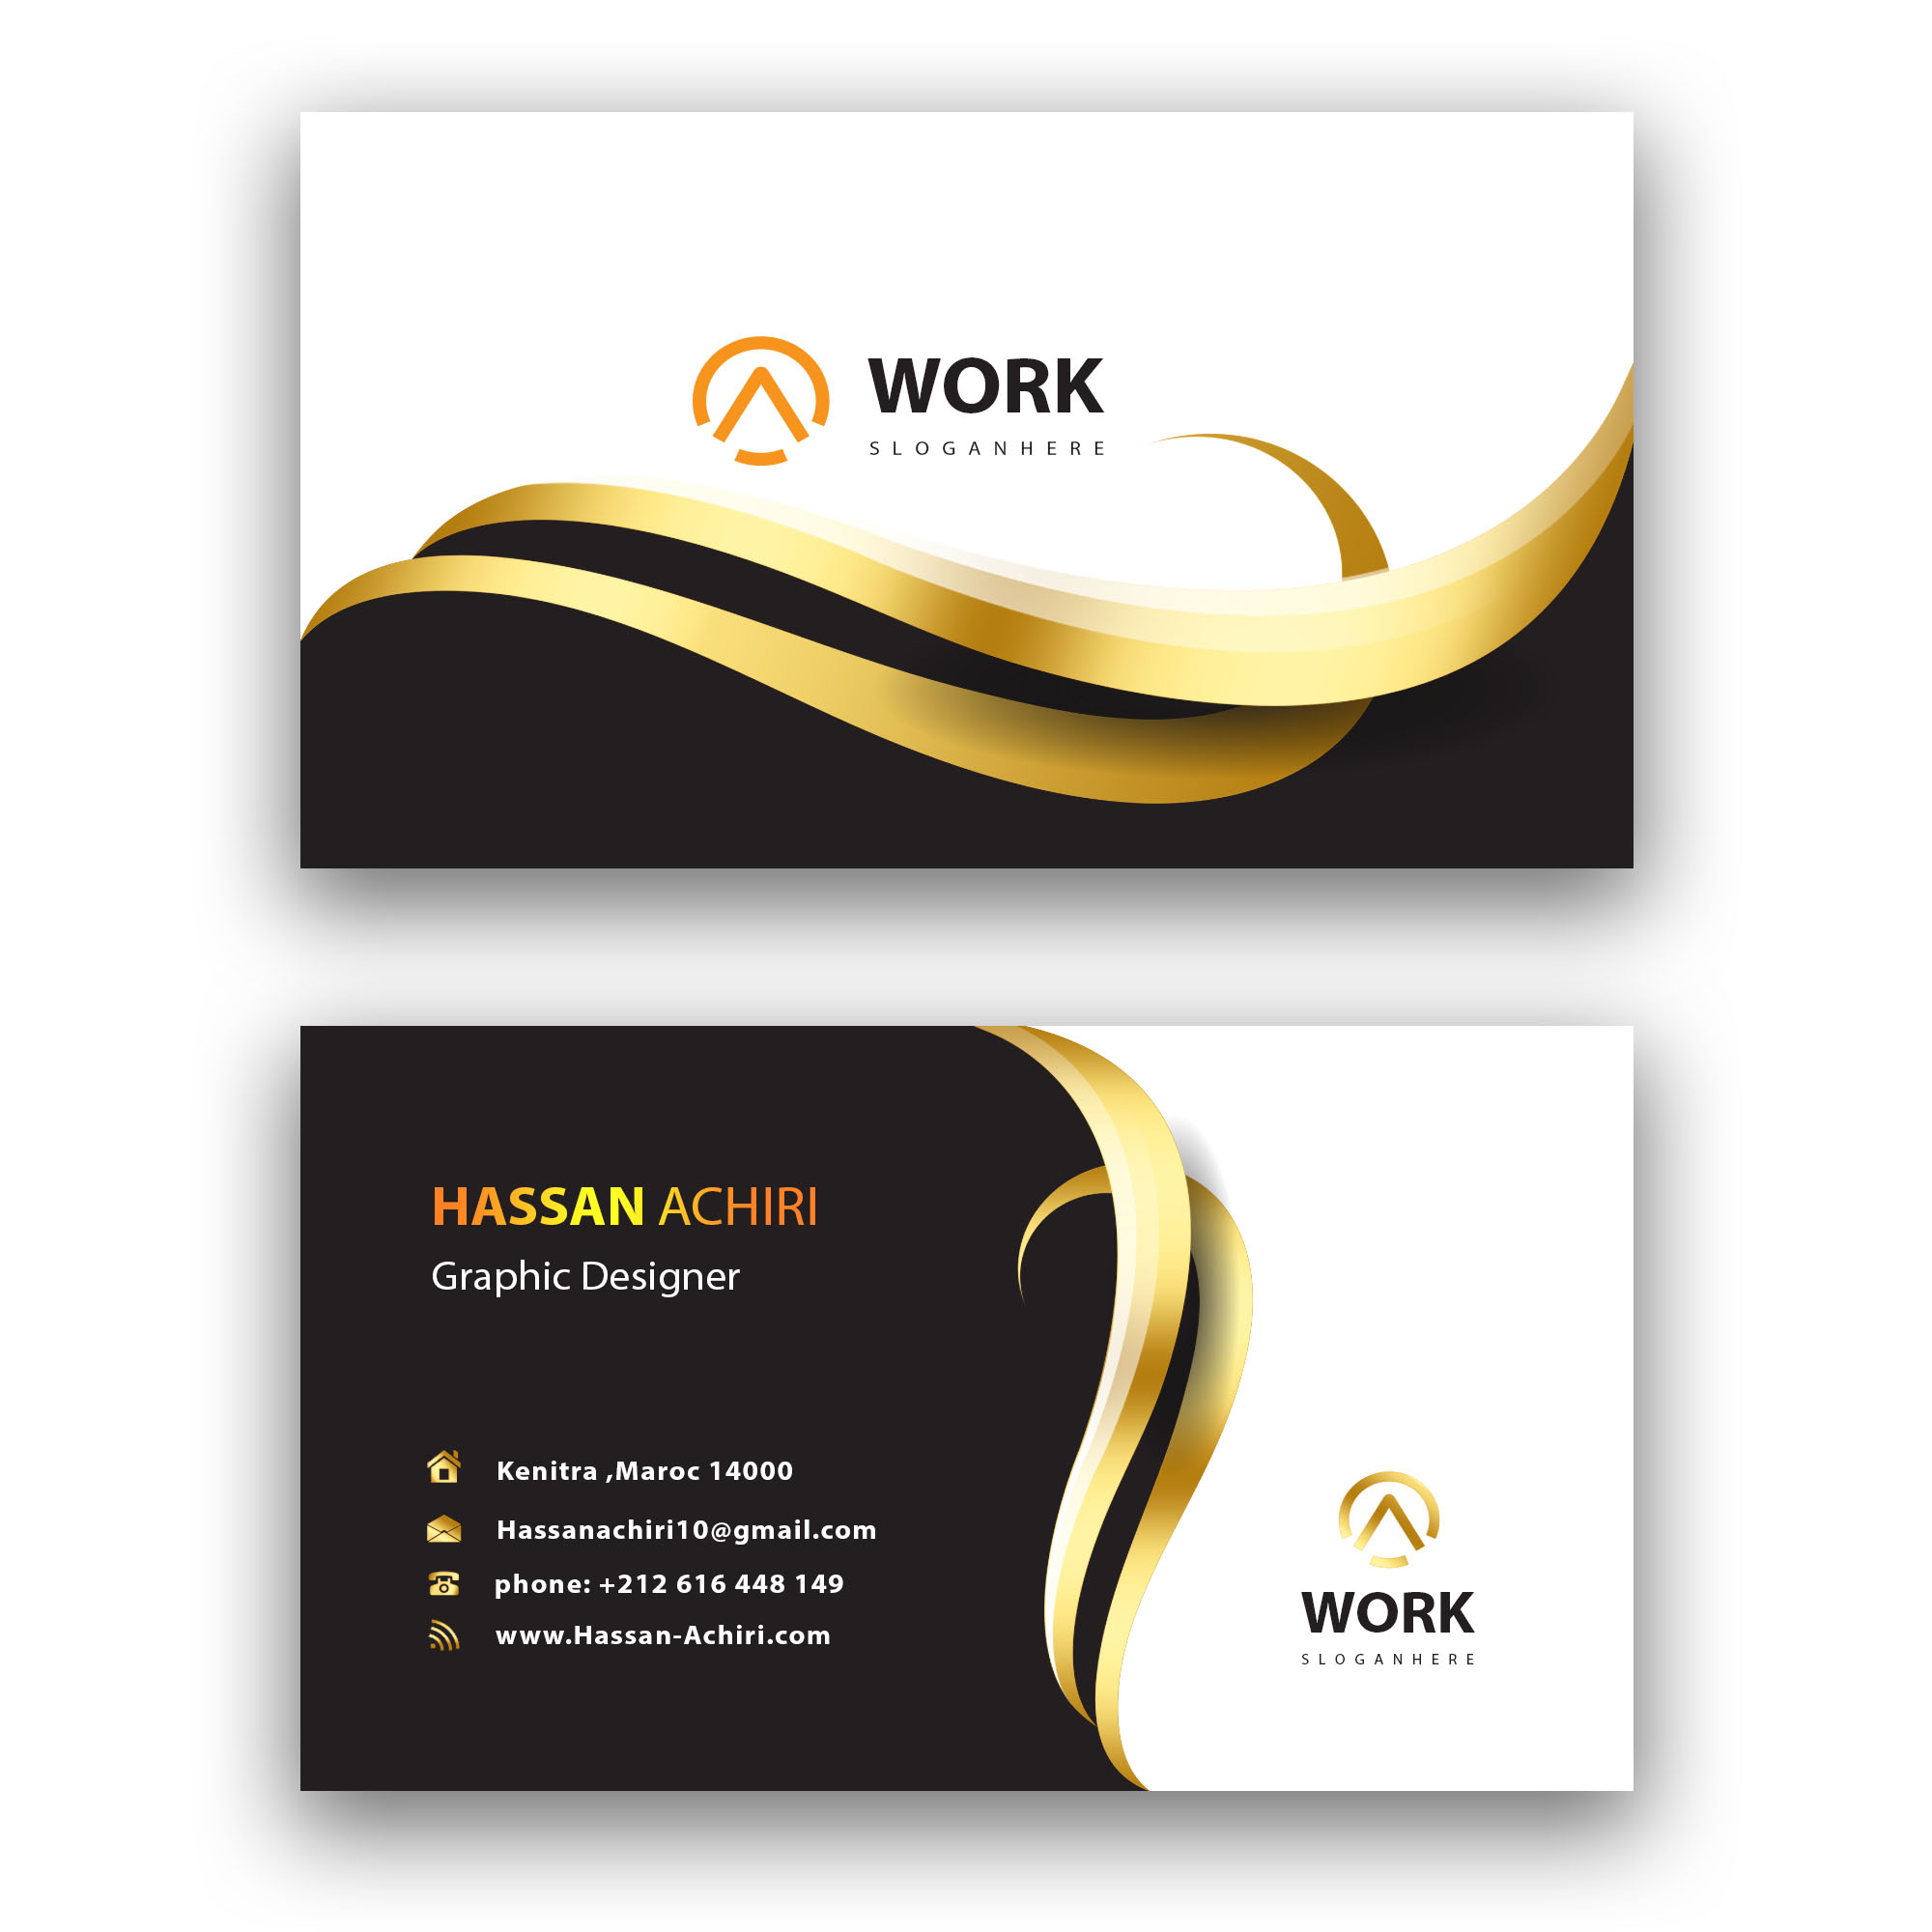 WORK
SLOGANHERE
HASSAN ACHIRI
Graphic Designer
Kenitra ,Maroc 14000
Hassanachiri10@gmail.com
phone: +212 616 448 149
www.Hassan-Achiri.com
WORK
SLOGANHERE